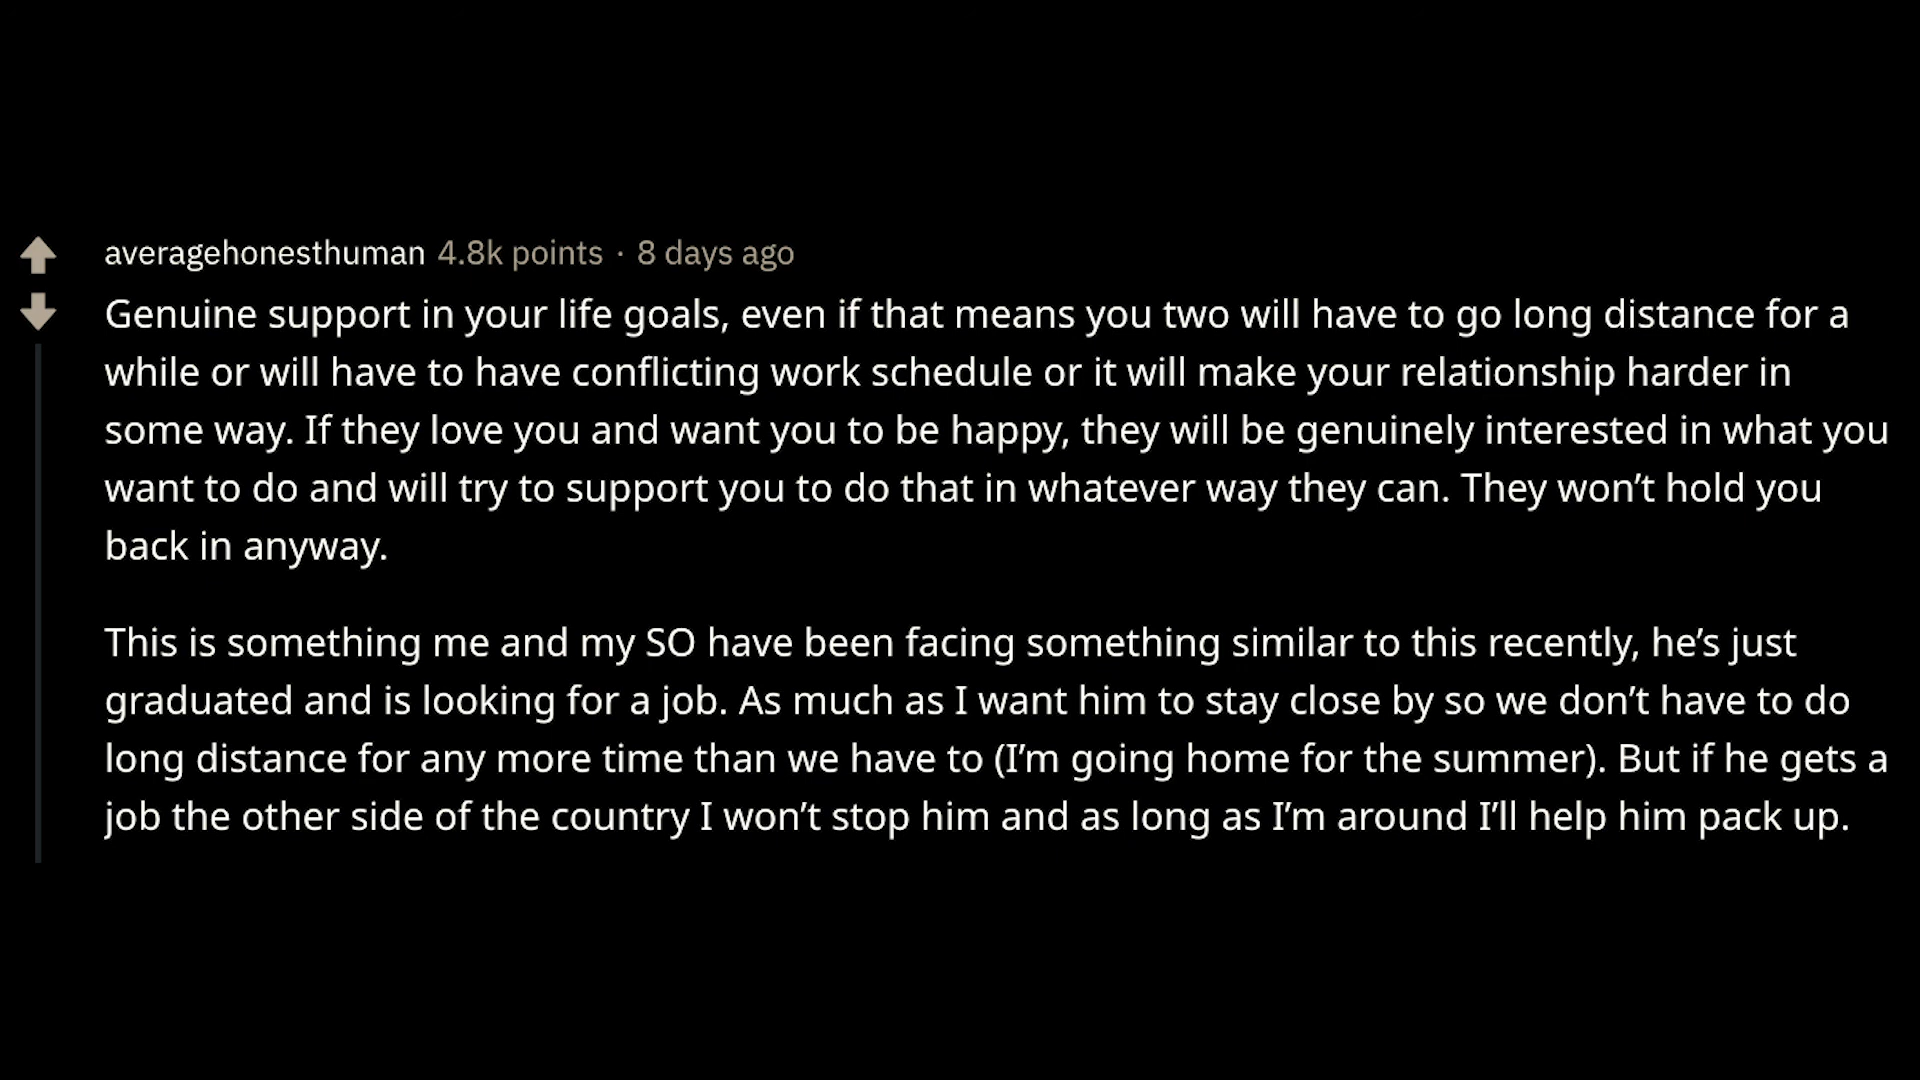 averagehonesthuman 4.8k points · 8 days ago
Genuine support in your life goals, even if that means you two will have to go long distance for a
while or will have to have conflicting work schedule or it will make your relationship harder in
some way. If they love you and want you to be happy, they will be genuinely interested in what you
want to do and will try to support you to do that in whatever way they can. They won’t hold you
back in anyway.
This is something me and my SO have been facing something similar to this recently, he’s just
graduated and is looking for a job. As much as I want him to stay close by so we don’t have to do
long distance for any more time than we have to (I’m going home for the summer). But if he gets a
job the other side of the country I won’t stop him and as long as I’m around I’ll help him pack up.